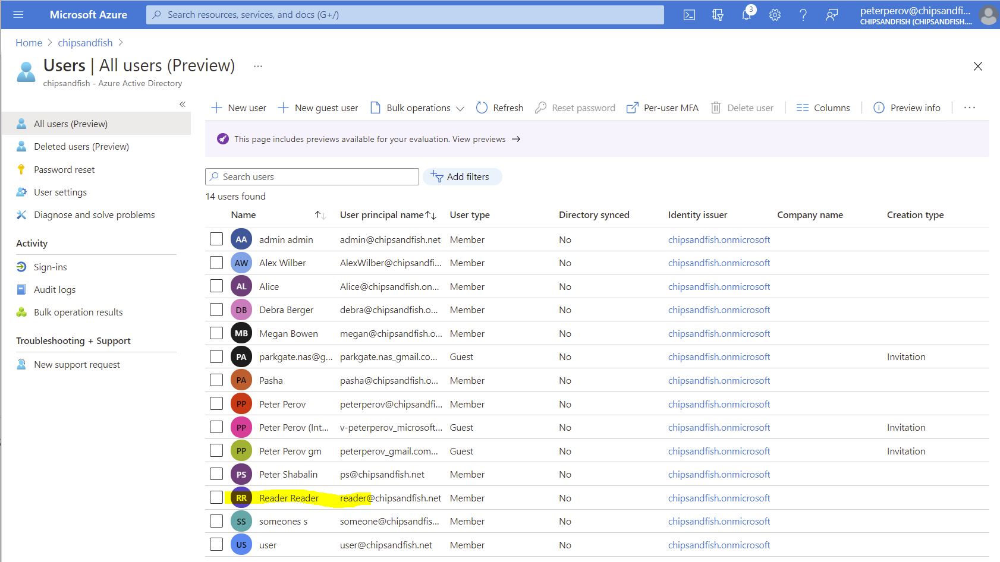 Microsoft Azure
Search resources, services, and docs (G+/)
3
peterperov@chipsandfi...
CHIPSANDFISH (CHIPSANDFISH....
Home > chipsandfish >
Users | All users (Preview) ...
chipsandfish - Azure Active Directory
«
New user
New guest user
Bulk operations
Refresh
Reset password
Per-user MFA
Delete user
Columns
Preview info
...
All users (Preview)
Deleted users (Preview)
Password reset
User settings
Diagnose and solve problems
Activity
Sign-ins
Audit logs
Bulk operation results
Troubleshooting + Support
New support request
This page includes previews available for your evaluation. View previews →
Search users
Add filters
14 users found
Name ↑↓ User principal name↑↓ User type Directory synced Identity issuer Company name Creation type
AA admin admin admin@chipsandfish.net Member No chipsandfish.onmicrosoft
AW Alex Wilber AlexWilber@chipsandfi... Member No chipsandfish.onmicrosoft
AL Alice Alice@chipsandfish.on... Member No chipsandfish.onmicrosoft
DB Debra Berger debra@chipsandfish.o... Member No chipsandfish.onmicrosoft
MB Megan Bowen megan@chipsandfish.o... Member No chipsandfish.onmicrosoft
PA parkgate.nas@g... parkgate.nas_gmail.co... Guest No chipsandfish.onmicrosoft Invitation
PA Pasha pasha@chipsandfish.o... Member No chipsandfish.onmicrosoft
PP Peter Perov peterperov@chipsandfi... Member No chipsandfish.onmicrosoft
PP Peter Perov (Int... v-peterperov_microsoft... Guest No chipsandfish.onmicrosoft Invitation
PP Peter Perov gm peterperov_gmail.com... Guest No chipsandfish.onmicrosoft Invitation
PS Peter Shabalin ps@chipsandfish.net Member No chipsandfish.onmicrosoft
RR Reader Reader reader@chipsandfish.net Member No chipsandfish.onmicrosoft
SS someones s someone@chipsandfis... Member No chipsandfish.onmicrosoft
US user user@chipsandfish.net Member No chipsandfish.onmicrosoft